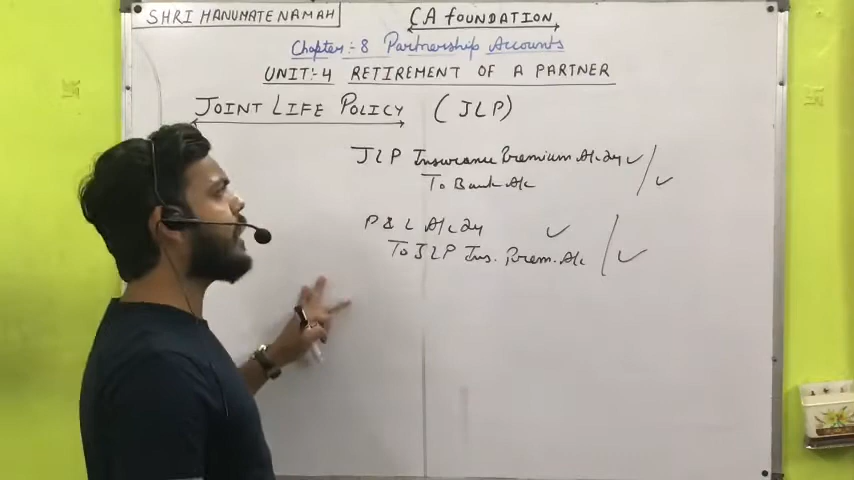 SHRI HANUMATE NAMAH
CA FOUNDATION
Chapter:- 8 Partnership Accounts
UNIT:-4 RETIREMENT OF A PARTNER
JOINT LIFE POLICY (JLP)
JLP Insurance Premium A/c Dr
To Bank A/c
P & L A/c Dr
To JLP Ins. Prem. A/c